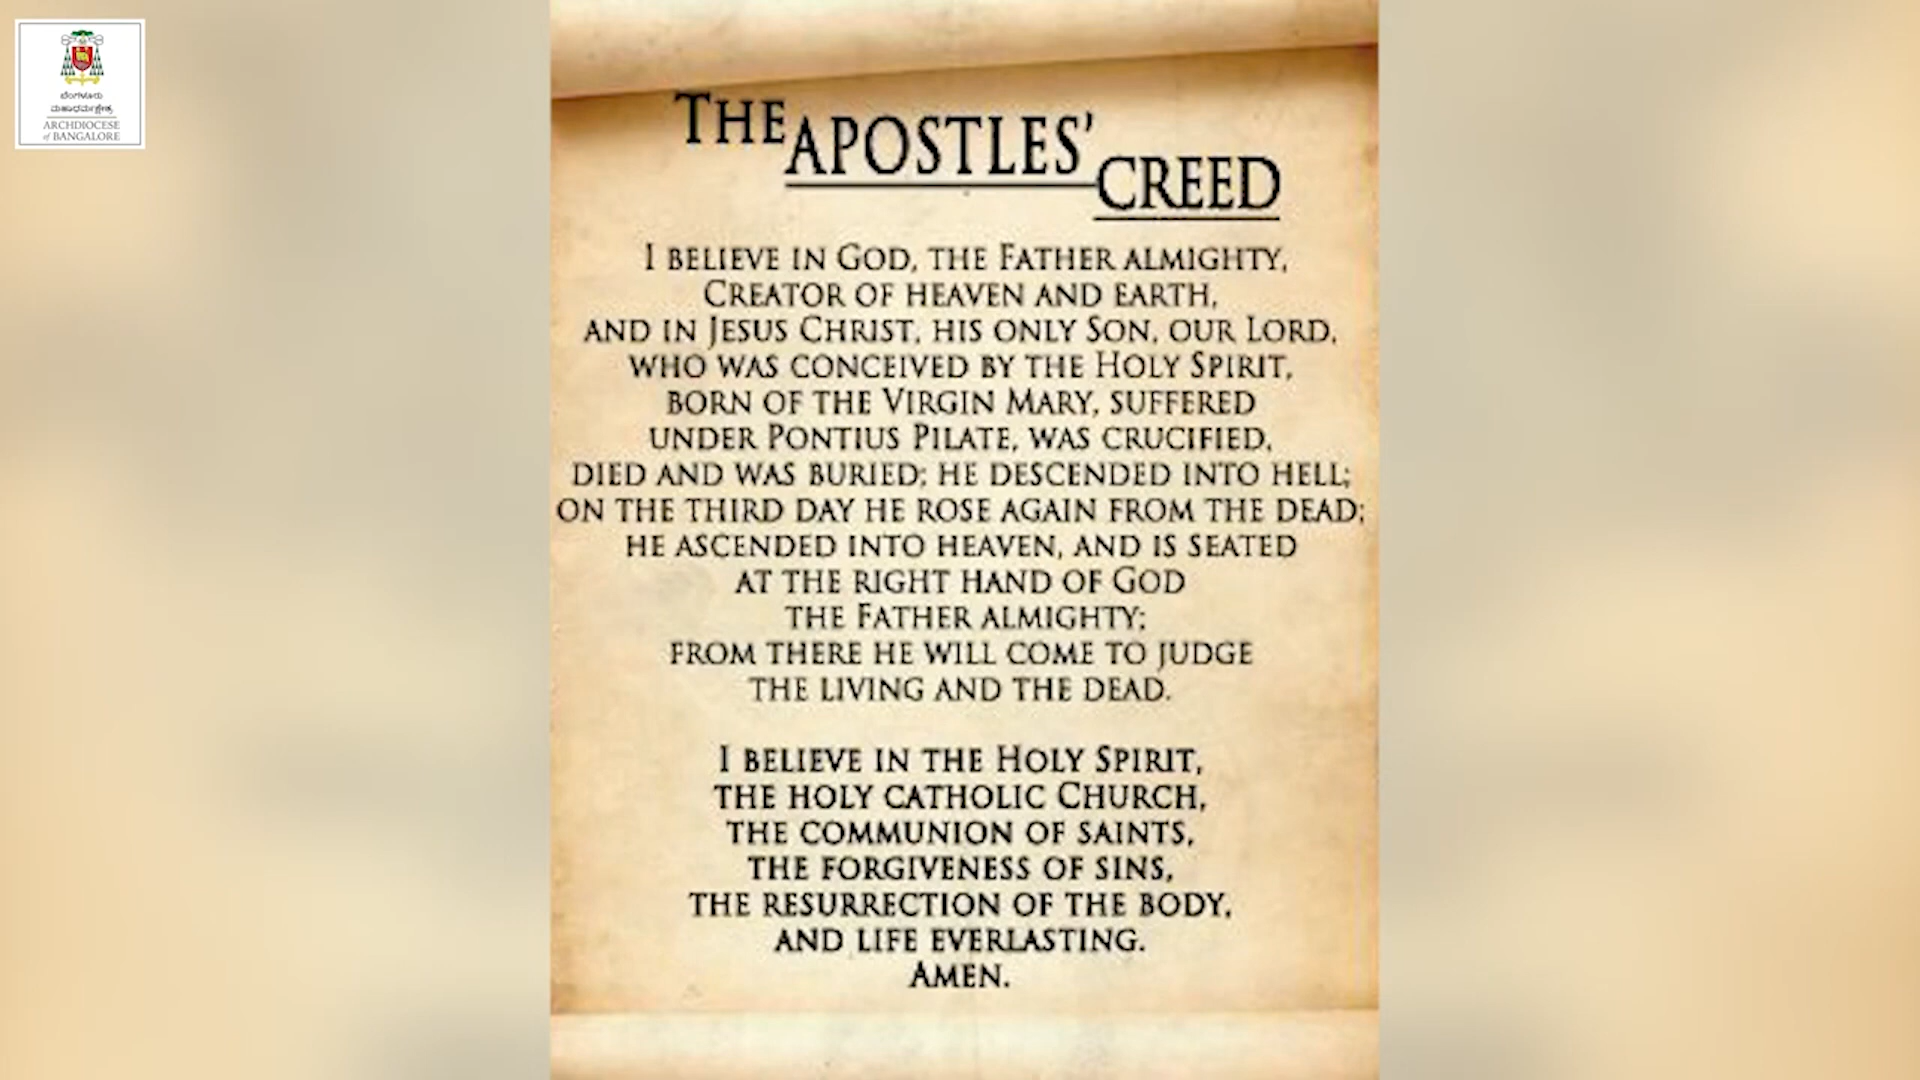 ಬೆಂಗಳೂರು
ಮಹಾಧರ್ಮಕ್ಷೇತ್ರ
ARCHDIOCESE
of BANGALORE
THE APOSTLES' CREED
I BELIEVE IN GOD, THE FATHER ALMIGHTY,
CREATOR OF HEAVEN AND EARTH,
AND IN JESUS CHRIST, HIS ONLY SON, OUR LORD,
WHO WAS CONCEIVED BY THE HOLY SPIRIT,
BORN OF THE VIRGIN MARY, SUFFERED
UNDER PONTIUS PILATE, WAS CRUCIFIED,
DIED AND WAS BURIED; HE DESCENDED INTO HELL;
ON THE THIRD DAY HE ROSE AGAIN FROM THE DEAD;
HE ASCENDED INTO HEAVEN, AND IS SEATED
AT THE RIGHT HAND OF GOD
THE FATHER ALMIGHTY;
FROM THERE HE WILL COME TO JUDGE
THE LIVING AND THE DEAD.
I BELIEVE IN THE HOLY SPIRIT,
THE HOLY CATHOLIC CHURCH,
THE COMMUNION OF SAINTS,
THE FORGIVENESS OF SINS,
THE RESURRECTION OF THE BODY,
AND LIFE EVERLASTING.
AMEN.